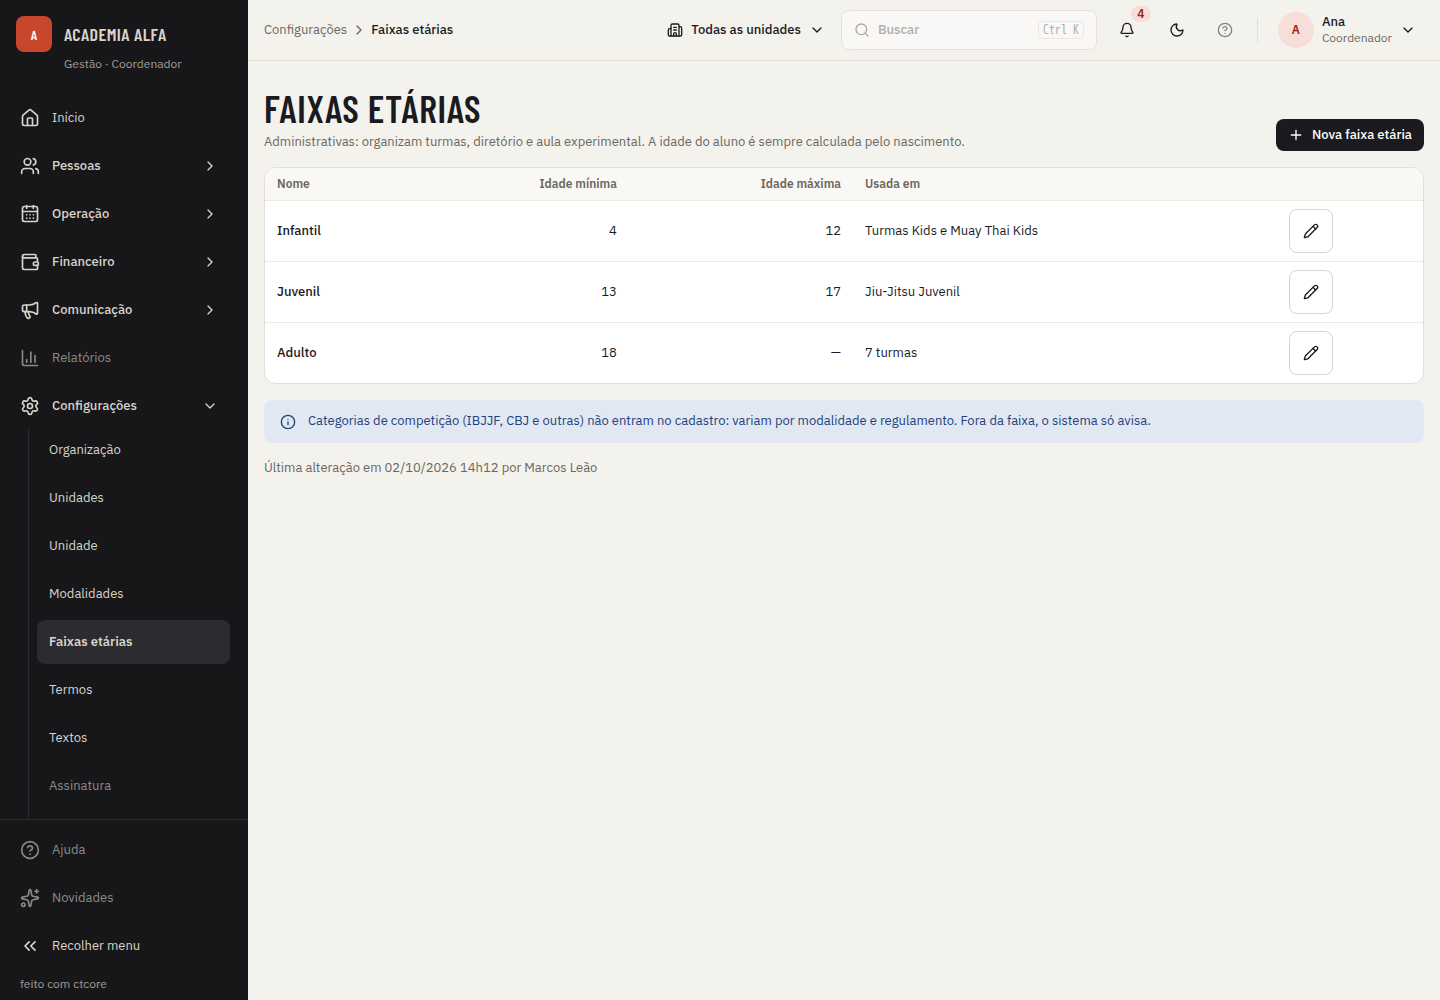 A
ACADEMIA ALFA
Gestão · Coordenador
Início
Pessoas
Operação
Financeiro
Comunicação
Relatórios
Configurações
Organização
Unidades
Unidade
Modalidades
Faixas etárias
Termos
Textos
Assinatura
Ajuda
Novidades
Recolher menu
feito com ctcore
Configurações > Faixas etárias
Todas as unidades
Buscar
Ctrl K
4
A
Ana
Coordenador
FAIXAS ETÁRIAS
Administrativas: organizam turmas, diretório e aula experimental. A idade do aluno é sempre calculada pelo nascimento.
Nova faixa etária
Nome Idade mínima Idade máxima Usada em
Infantil 4 12 Turmas Kids e Muay Thai Kids
Juvenil 13 17 Jiu-Jitsu Juvenil
Adulto 18 — 7 turmas
Categorias de competição (IBJJF, CBJ e outras) não entram no cadastro: variam por modalidade e regulamento. Fora da faixa, o sistema só avisa.
Última alteração em 02/10/2026 14h12 por Marcos Leão